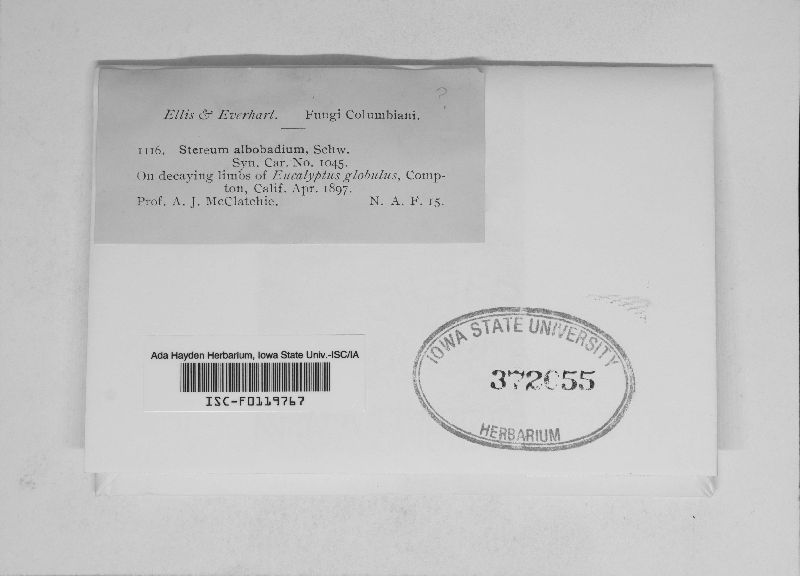 ?
Ellis & Everhart. Fungi Columbiani.
1116. Stereum albobadium, Schw.
Syn. Car. No. 1045.
On decaying limbs of Eucalyptus globulus, Comp-
ton, Calif. Apr. 1897.
Prof. A. J. McClatchie. N. A. F. 15.
Ada Hayden Herbarium, Iowa State Univ.-ISC/IA
ISC-F0119767
IOWA STATE UNIVERSITY
372655
HERBARIUM